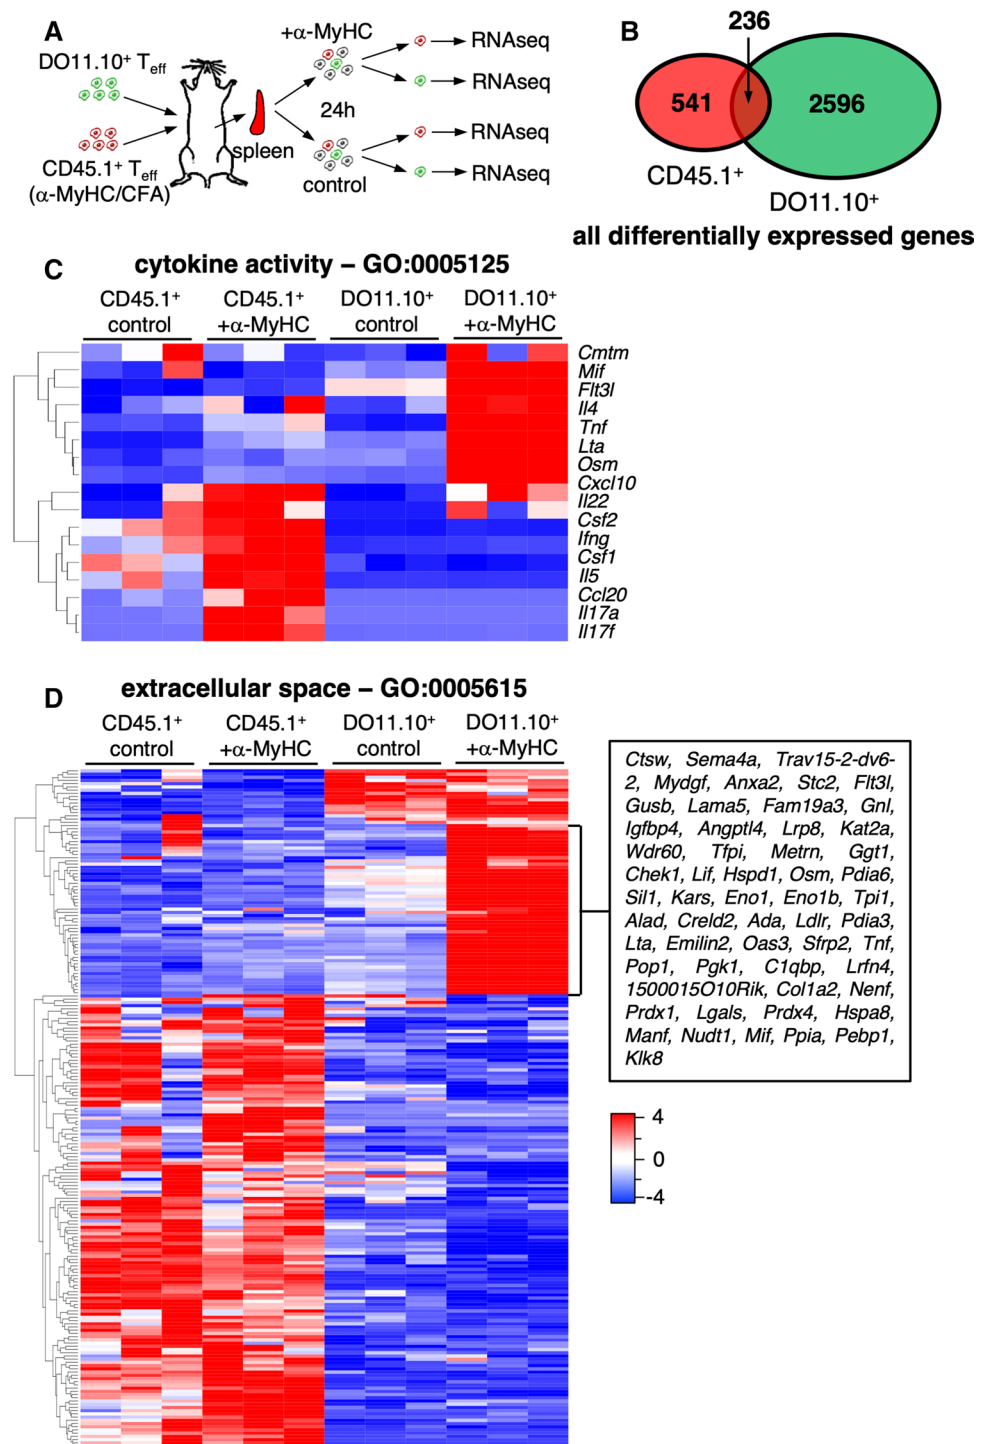 A
DO11.10+ Teff
CD45.1+ Teff
(α-MyHC/CFA)
spleen
+α-MyHC
24h
control
RNAseq
RNAseq
RNAseq
RNAseq
B
236
541
2596
CD45.1+
DO11.10+
all differentially expressed genes
C
cytokine activity – GO:0005125
CD45.1+
control
CD45.1+
+α-MyHC
DO11.10+
control
DO11.10+
+α-MyHC
Cmtm
Mif
Flt3l
Il4
Tnf
Lta
Osm
Cxcl10
Il22
Csf2
Ifng
Csf1
Il5
Ccl20
Il17a
Il17f
D
extracellular space – GO:0005615
CD45.1+
control
CD45.1+
+α-MyHC
DO11.10+
control
DO11.10+
+α-MyHC
Ctsw, Sema4a, Trav15-2-dv6-
2, Mydgf, Anxa2, Stc2, Flt3l,
Gusb, Lama5, Fam19a3, Gnl,
Igfbp4, Angptl4, Lrp8, Kat2a,
Wdr60, Tfpi, Metrn, Ggt1,
Chek1, Lif, Hspd1, Osm, Pdia6,
Sil1, Kars, Eno1, Eno1b, Tpi1,
Alad, Creld2, Ada, Ldlr, Pdia3,
Lta, Emilin2, Oas3, Sfrp2, Tnf,
Pop1, Pgk1, C1qbp, Lrfn4,
1500015O10Rik, Col1a2, Nenf,
Prdx1, Lgals, Prdx4, Hspa8,
Manf, Nudt1, Mif, Ppia, Pebp1,
Klk8
4
0
-4